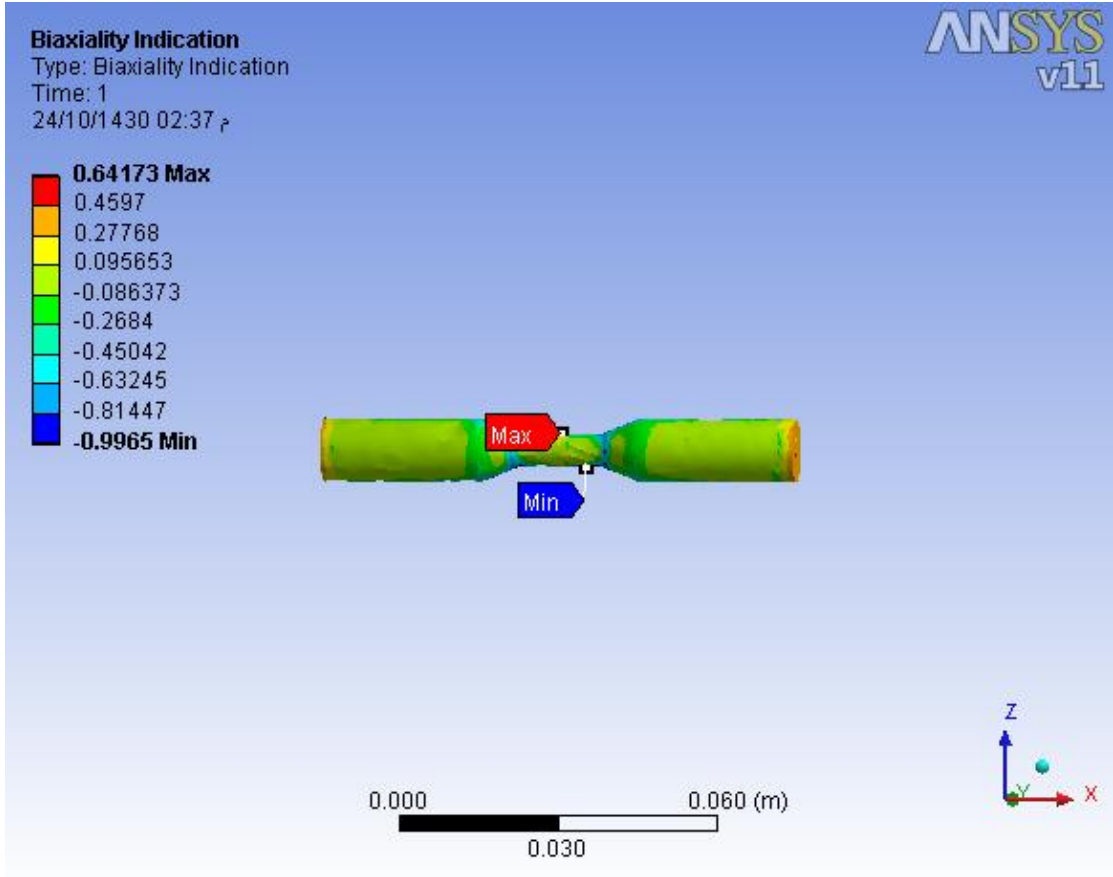 Biaxiality Indication
Type: Biaxiality Indication
Time: 1
24/10/1430 02:37 م
ANSYS
v11
0.64173 Max
0.4597
0.27768
0.095653
-0.086373
-0.2684
-0.45042
-0.63245
-0.81447
-0.9965 Min
Max
Min
Z
Y
X
0.000
0.060 (m)
0.030